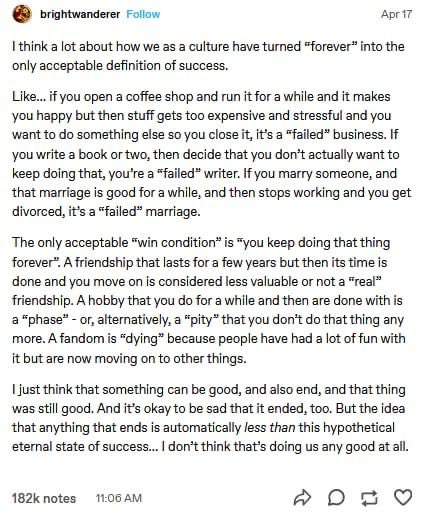 brightwanderer Follow Apr 17
I think a lot about how we as a culture have turned “forever” into the
only acceptable definition of success.
Like... if you open a coffee shop and run it for a while and it makes
you happy but then stuff gets too expensive and stressful and you
want to do something else so you close it, it’s a “failed” business. If
you write a book or two, then decide that you don’t actually want to
keep doing that, you’re a “failed” writer. If you marry someone, and
that marriage is good for a while, and then stops working and you get
divorced, it’s a “failed” marriage.
The only acceptable “win condition” is “you keep doing that thing
forever”. A friendship that lasts for a few years but then its time is
done and you move on is considered less valuable or not a “real”
friendship. A hobby that you do for a while and then are done with is
a “phase” - or, alternatively, a “pity” that you don’t do that thing any
more. A fandom is “dying” because people have had a lot of fun with
it but are now moving on to other things.
I just think that something can be good, and also end, and that thing
was still good. And it’s okay to be sad that it ended, too. But the idea
that anything that ends is automatically less than this hypothetical
eternal state of success... I don’t think that’s doing us any good at all.
182k notes 11:06 AM